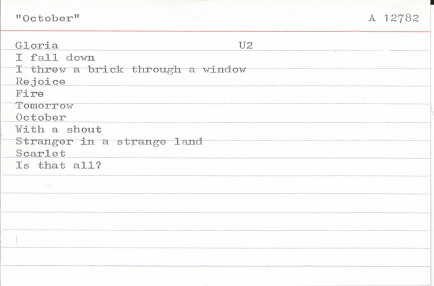 "October" A 12782
Gloria U2
I fall down
I threw a brick through a window
Rejoice
Fire
Tomorrow
October
With a shout
Stranger in a strange land
Scarlet
Is that all?